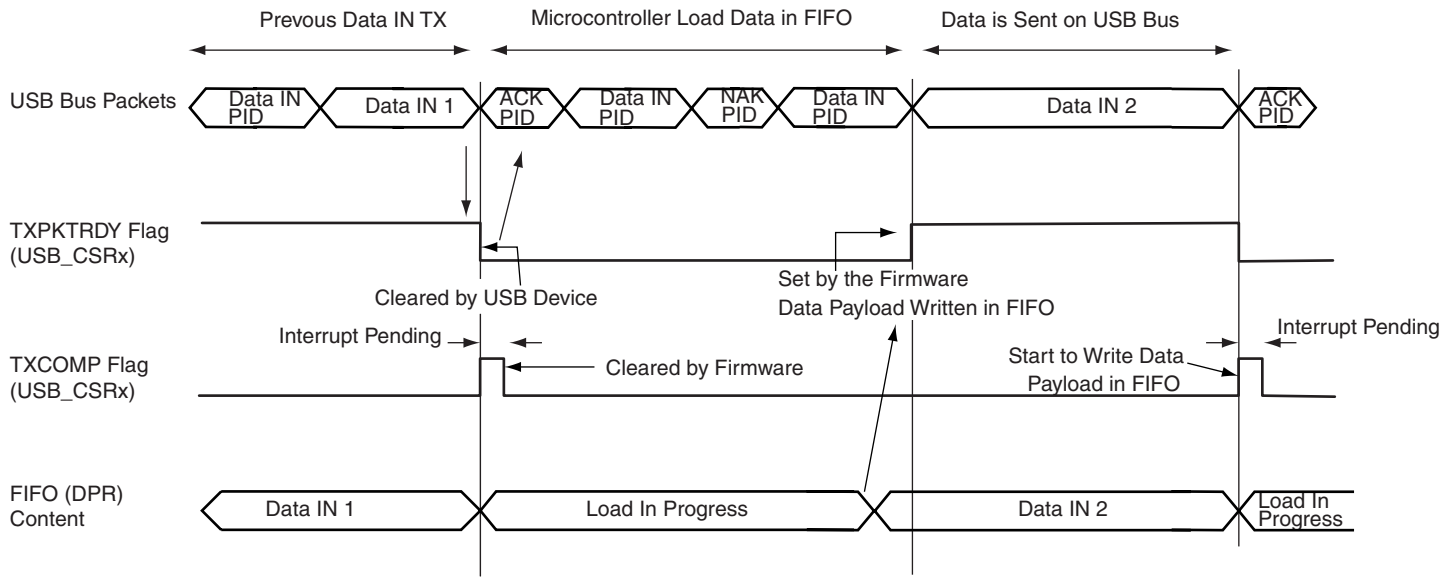 Prevous Data IN TX
Microcontroller Load Data in FIFO
Data is Sent on USB Bus
USB Bus Packets
Data IN
PID
Data IN 1
ACK
PID
Data IN
PID
NAK
PID
Data IN
PID
Data IN 2
ACK
PID
TXPKTRDY Flag
(USB_CSRx)
Cleared by USB Device
Set by the Firmware
Data Payload Written in FIFO
Interrupt Pending
Interrupt Pending
TXCOMP Flag
(USB_CSRx)
Cleared by Firmware
Start to Write Data
Payload in FIFO
FIFO (DPR)
Content
Data IN 1
Load In Progress
Data IN 2
Load In
Progress